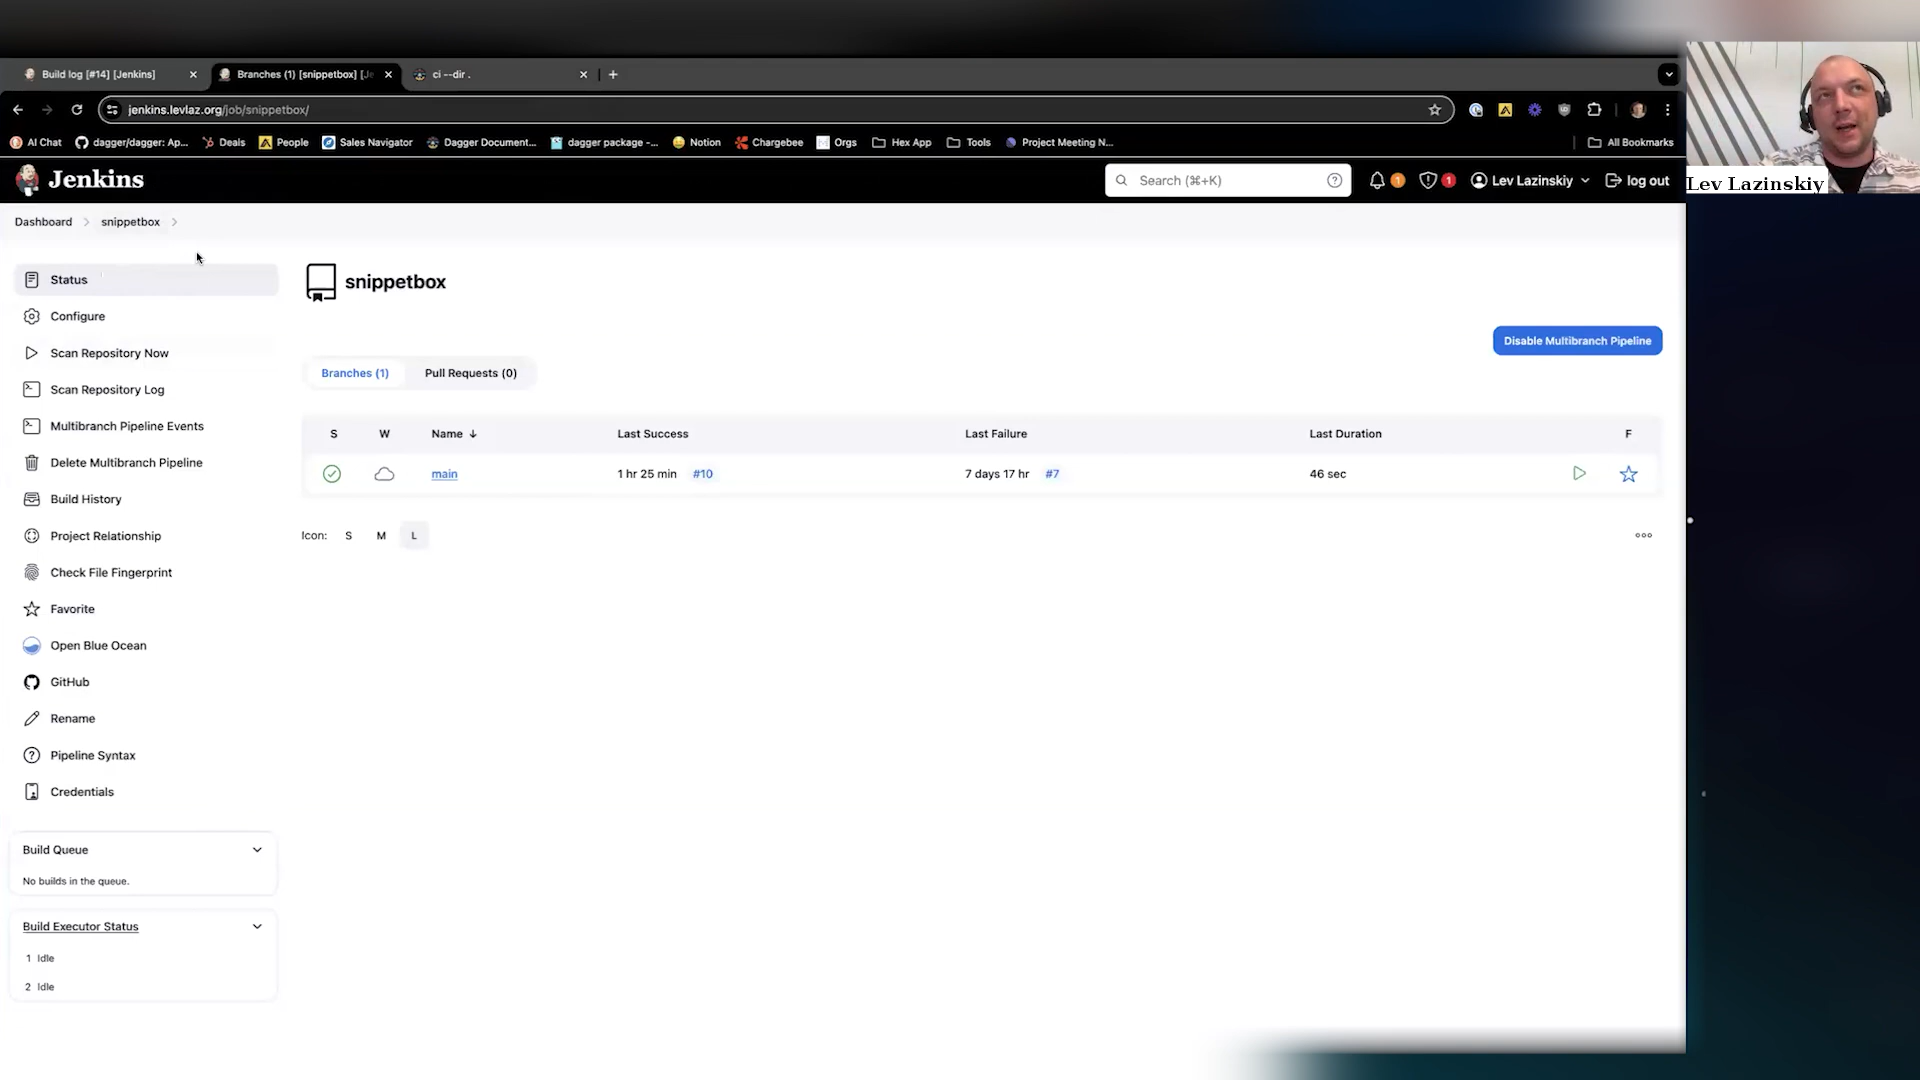 Build log [#14] [Jenkins]
Branches (1) [snippetbox] [Je
ci --dir .
jenkins.levlaz.org/job/snippetbox/
AI Chat
dagger/dagger: Ap...
Deals
People
Sales Navigator
Dagger Document...
dagger package -...
Notion
Chargebee
Orgs
Hex App
Tools
Project Meeting N...
All Bookmarks
Jenkins
Search (⌘+K)
1
1
Lev Lazinskiy
log out
Lev Lazinskiy
Dashboard
snippetbox
Status
Configure
Scan Repository Now
Scan Repository Log
Multibranch Pipeline Events
Delete Multibranch Pipeline
Build History
Project Relationship
Check File Fingerprint
Favorite
Open Blue Ocean
GitHub
Rename
Pipeline Syntax
Credentials
Build Queue
No builds in the queue.
Build Executor Status
1 Idle
2 Idle
snippetbox
Disable Multibranch Pipeline
Branches (1)
Pull Requests (0)
S W Name ↓ Last Success Last Failure Last Duration F
main 1 hr 25 min #10 7 days 17 hr #7 46 sec
Icon: S M L